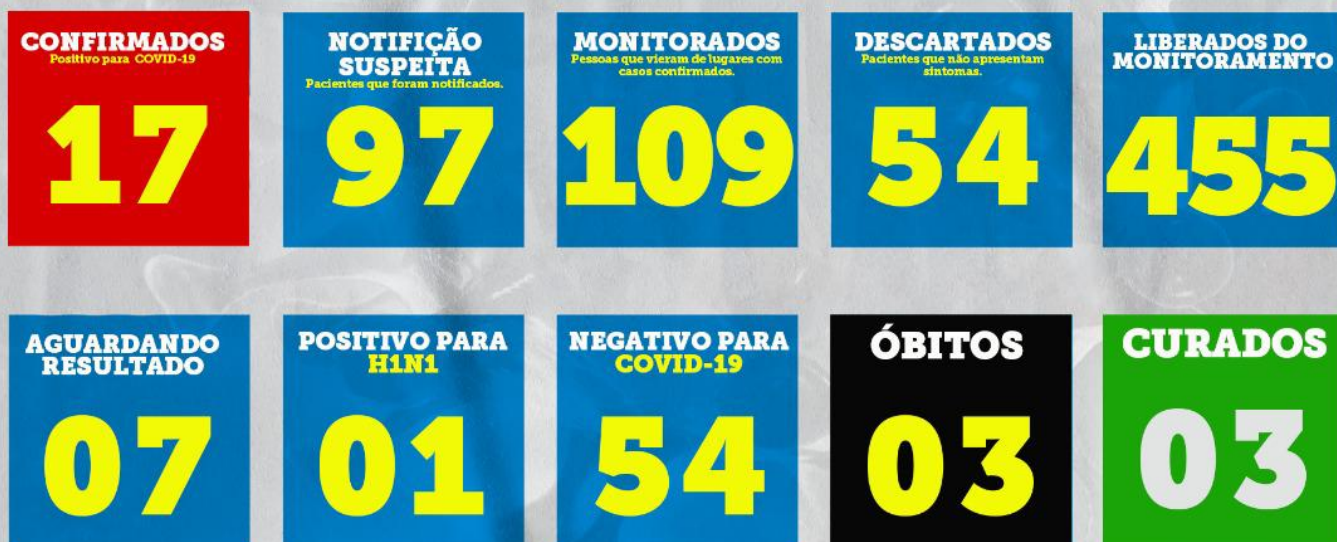 CONFIRMADOS
Positivo para COVID-19
17
NOTIFIÇÃO
SUSPEITA
Pacientes que foram notificados.
97
MONITORADOS
Pessoas que vieram de lugares com
casos confirmados.
109
DESCARTADOS
Pacientes que não apresentam
sintomas.
54
LIBERADOS DO
MONITORAMENTO
455
AGUARDANDO
RESULTADO
07
POSITIVO PARA
H1N1
01
NEGATIVO PARA
COVID-19
54
ÓBITOS
03
CURADOS
03